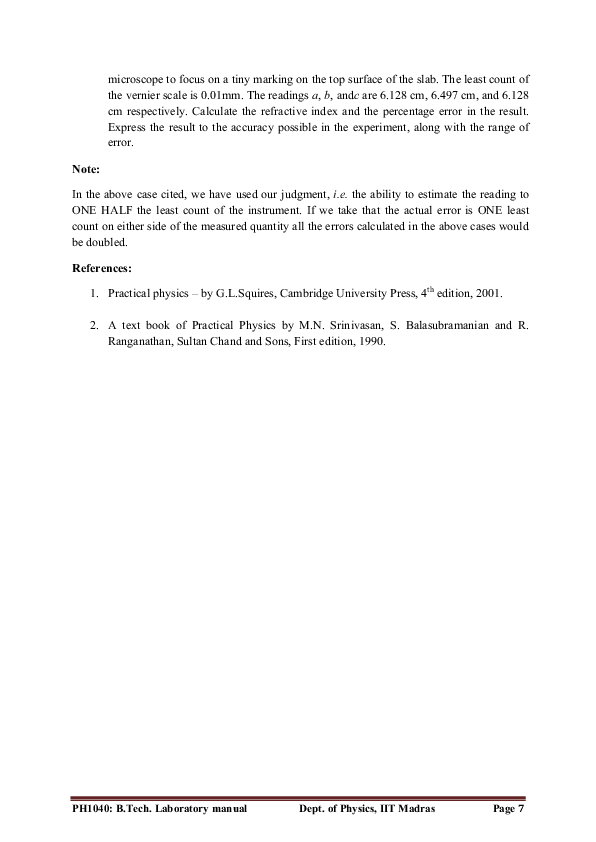 microscope to focus on a tiny marking on the top surface of the slab. The least count of
the vernier scale is 0.01mm. The readings a, b, andc are 6.128 cm, 6.497 cm, and 6.128
cm respectively. Calculate the refractive index and the percentage error in the result.
Express the result to the accuracy possible in the experiment, along with the range of
error.
Note:
In the above case cited, we have used our judgment, i.e. the ability to estimate the reading to
ONE HALF the least count of the instrument. If we take that the actual error is ONE least
count on either side of the measured quantity all the errors calculated in the above cases would
be doubled.
References:
1. Practical physics – by G.L.Squires, Cambridge University Press, 4th edition, 2001.
2. A text book of Practical Physics by M.N. Srinivasan, S. Balasubramanian and R.
Ranganathan, Sultan Chand and Sons, First edition, 1990.
PH1040: B.Tech. Laboratory manual Dept. of Physics, IIT Madras Page 7